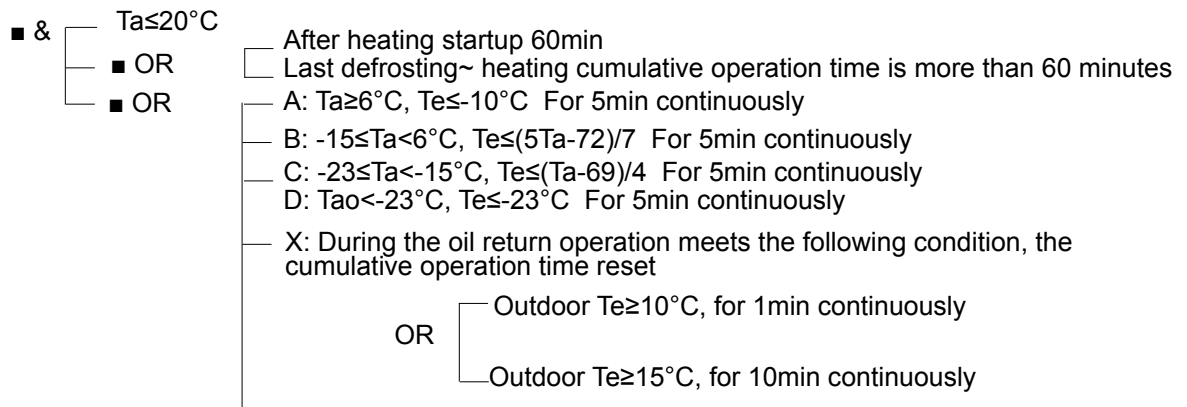 ■ & Ta≤20°C
After heating startup 60min
■ OR Last defrosting~ heating cumulative operation time is more than 60 minutes
■ OR A: Ta≥6°C, Te≤-10°C For 5min continuously
B: -15≤Ta<6°C, Te≤(5Ta-72)/7 For 5min continuously
C: -23≤Ta<-15°C, Te≤(Ta-69)/4 For 5min continuously
D: Tao<-23°C, Te≤-23°C For 5min continuously
X: During the oil return operation meets the following condition, the
cumulative operation time reset
Outdoor Te≥10°C, for 1min continuously
OR
Outdoor Te≥15°C, for 10min continuously